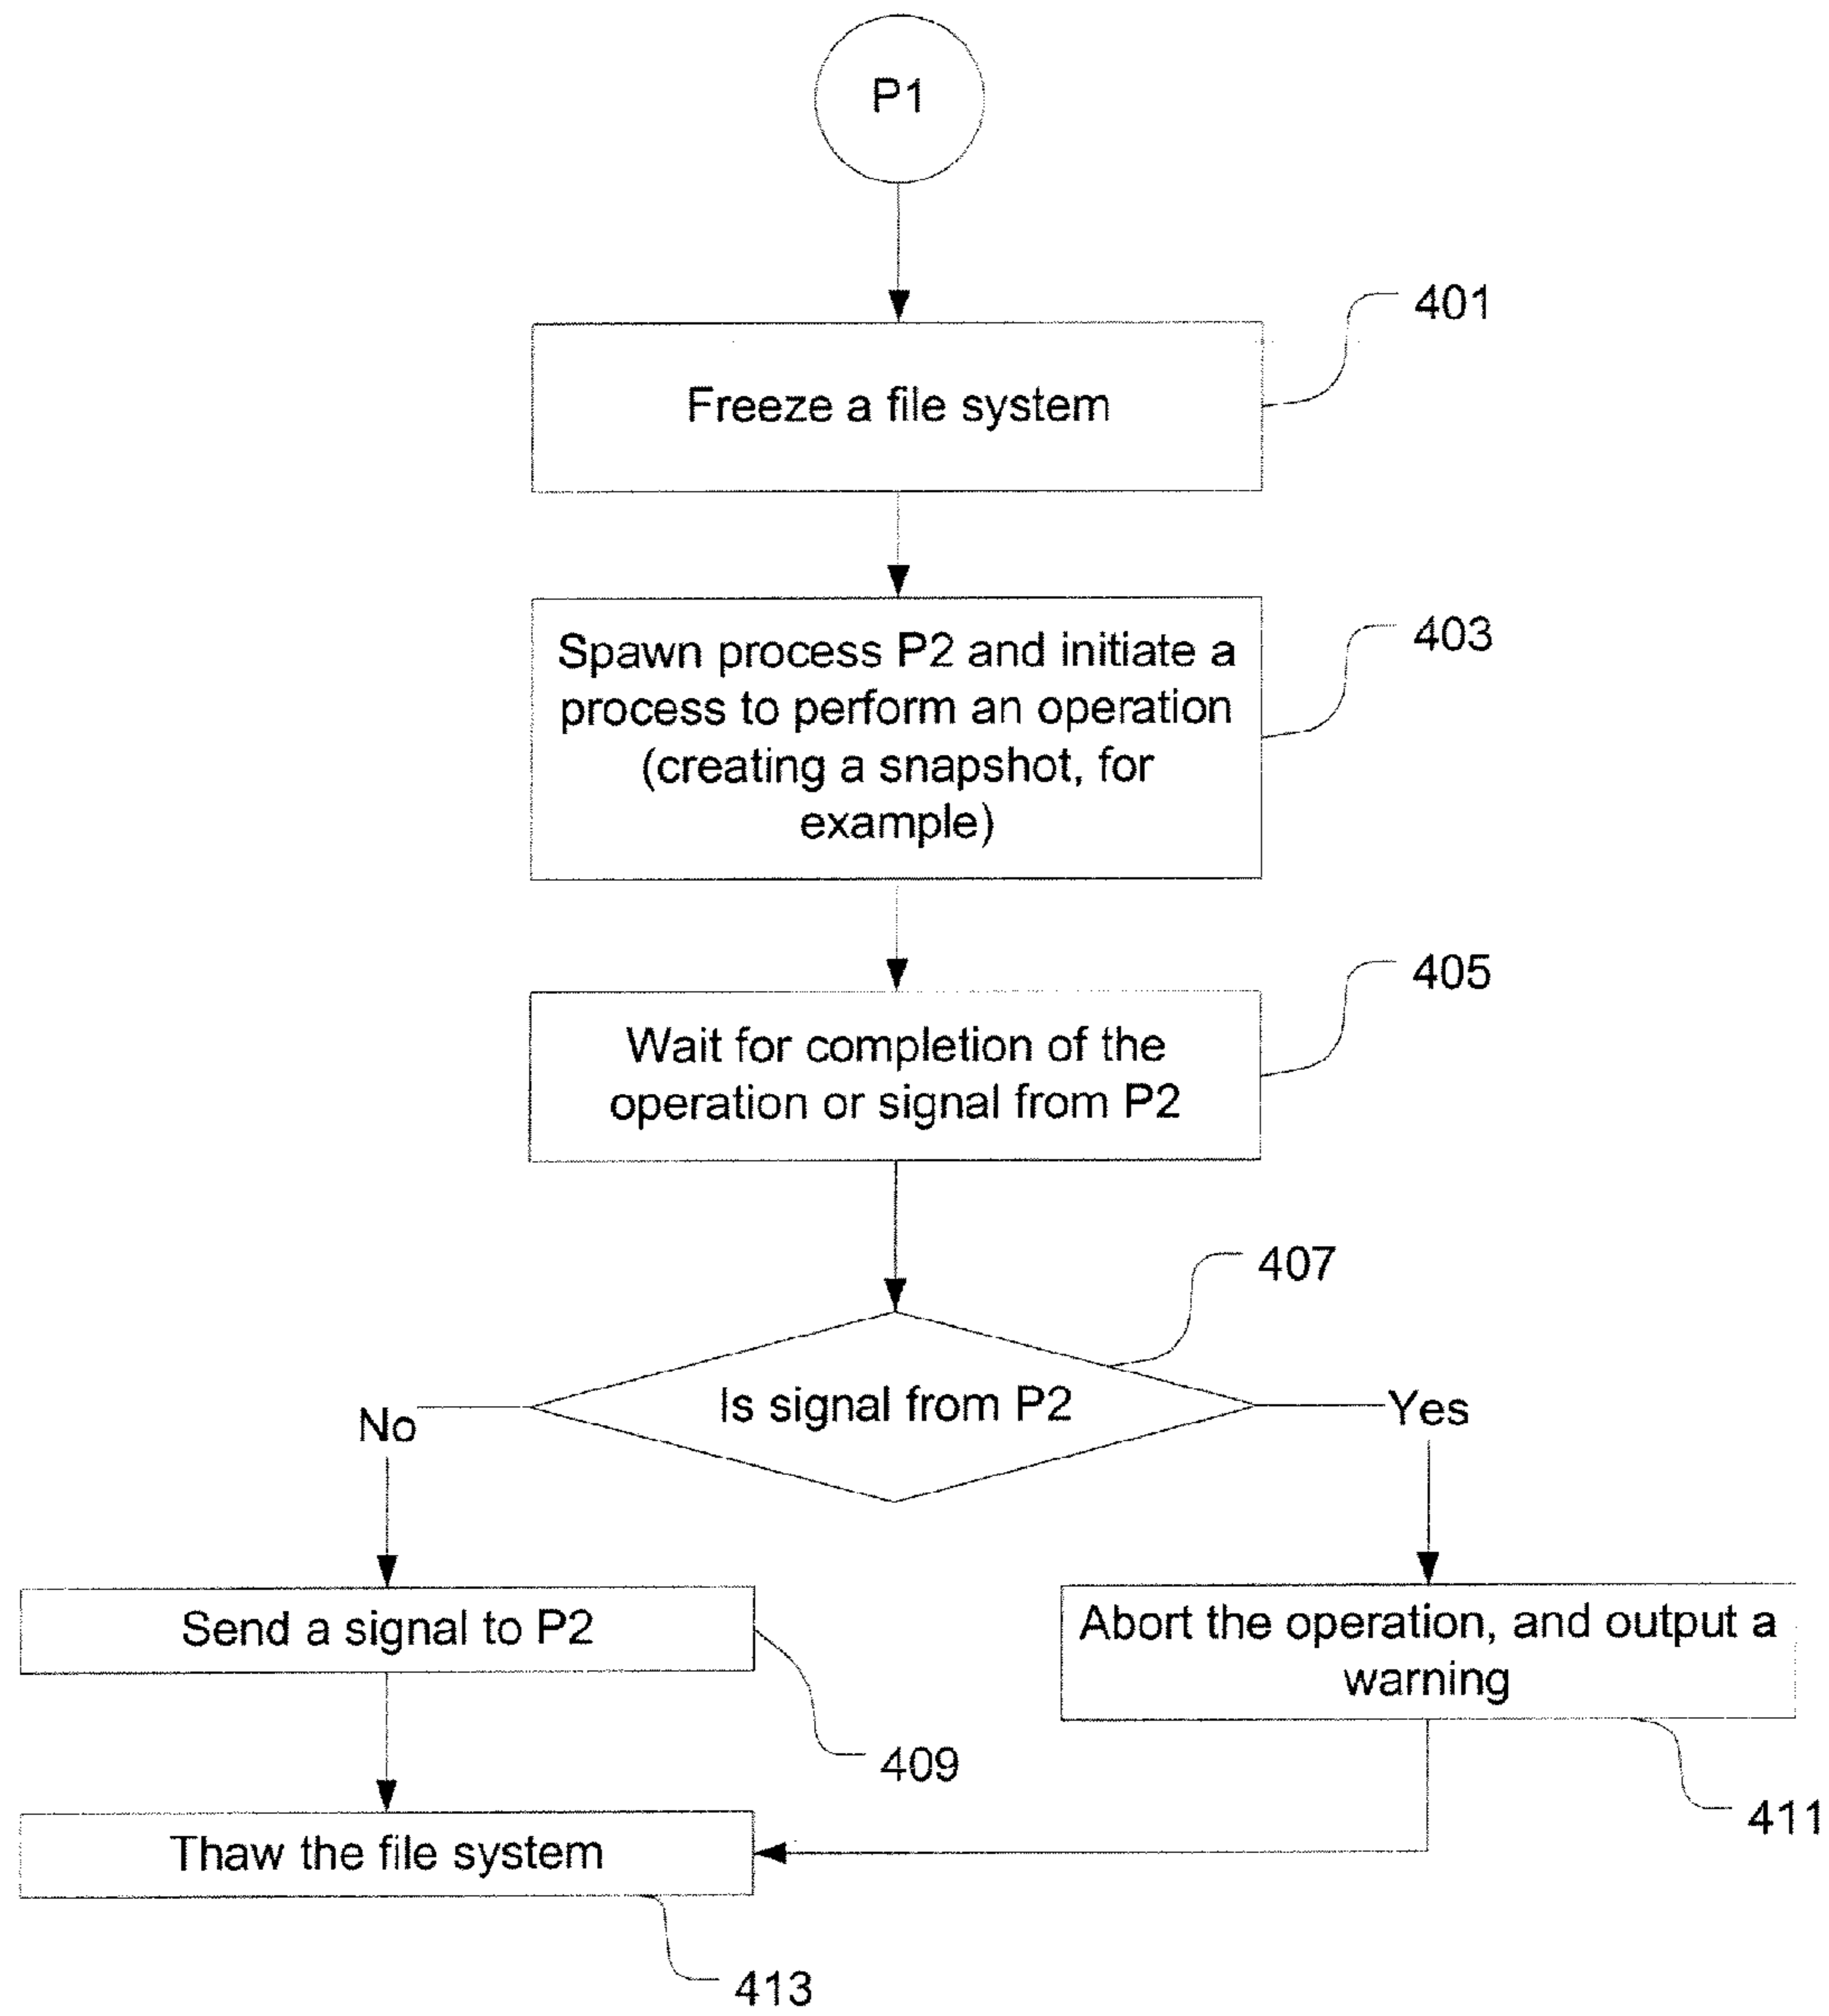 P1
401
Freeze a file system
403
Spawn process P2 and initiate a
process to perform an operation
(creating a snapshot, for
example)
405
Wait for completion of the
operation or signal from P2
407
Is signal from P2
No
Yes
Send a signal to P2
409
Abort the operation, and output a
warning
411
Thaw the file system
413